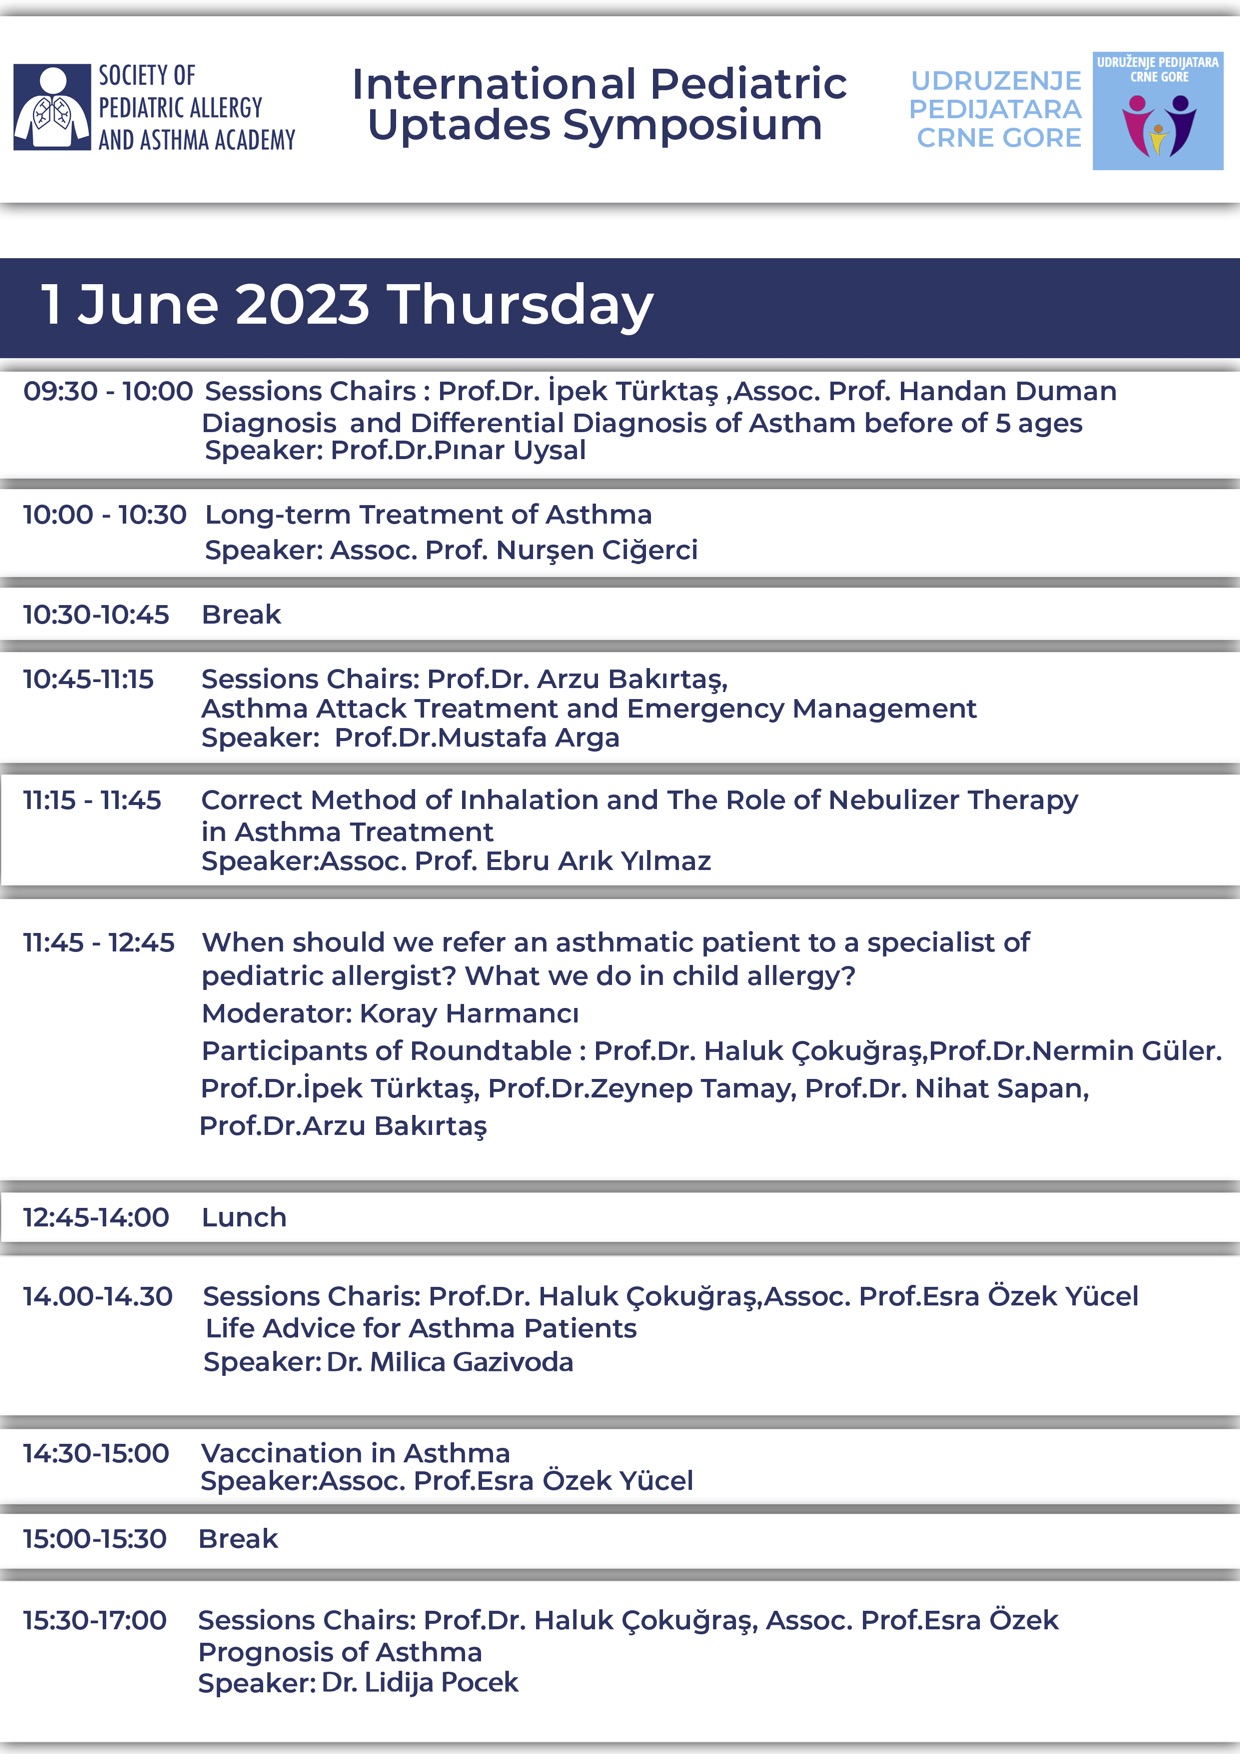 SOCIETY OF
PEDIATRIC ALLERGY
AND ASTHMA ACADEMY
International Pediatric
Uptades Symposium
UDRUZENJE
PEDIJATARA
CRNE GORE
UDRUŽENJE PEDIJATARA
CRNE GORE
1 June 2023 Thursday
09:30 - 10:00 Sessions Chairs : Prof.Dr. İpek Türktaş ,Assoc. Prof. Handan Duman
Diagnosis and Differential Diagnosis of Astham before of 5 ages
Speaker: Prof.Dr.Pınar Uysal
10:00 - 10:30 Long-term Treatment of Asthma
Speaker: Assoc. Prof. Nurşen Ciğerci
10:30-10:45 Break
10:45-11:15 Sessions Chairs: Prof.Dr. Arzu Bakırtaş,
Asthma Attack Treatment and Emergency Management
Speaker: Prof.Dr.Mustafa Arga
11:15 - 11:45 Correct Method of Inhalation and The Role of Nebulizer Therapy
in Asthma Treatment
Speaker:Assoc. Prof. Ebru Arık Yılmaz
11:45 - 12:45 When should we refer an asthmatic patient to a specialist of
pediatric allergist? What we do in child allergy?
Moderator: Koray Harmancı
Participants of Roundtable : Prof.Dr. Haluk Çokuğraş,Prof.Dr.Nermin Güler.
Prof.Dr.İpek Türktaş, Prof.Dr.Zeynep Tamay, Prof.Dr. Nihat Sapan,
Prof.Dr.Arzu Bakırtaş
12:45-14:00 Lunch
14.00-14.30 Sessions Charis: Prof.Dr. Haluk Çokuğraş,Assoc. Prof.Esra Özek Yücel
Life Advice for Asthma Patients
Speaker: Dr. Milica Gazivoda
14:30-15:00 Vaccination in Asthma
Speaker:Assoc. Prof.Esra Özek Yücel
15:00-15:30 Break
15:30-17:00 Sessions Chairs: Prof.Dr. Haluk Çokuğraş, Assoc. Prof.Esra Özek
Prognosis of Asthma
Speaker: Dr. Lidija Pocek